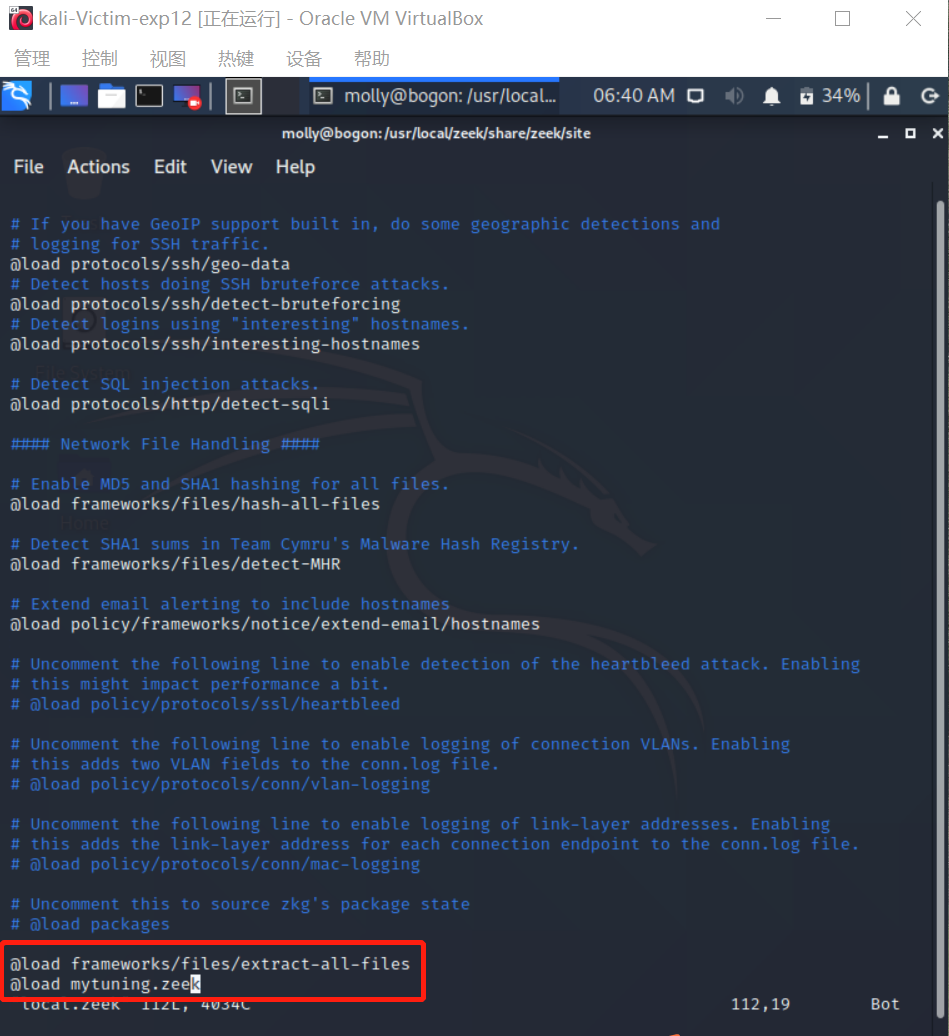 kali-Victim-exp12 [正在运行] - Oracle VM VirtualBox
管理 控制 视图 热键 设备 帮助
molly@bogon: /usr/local... 06:40 AM 34%
molly@bogon:/usr/local/zeek/share/zeek/site
File Actions Edit View Help
# If you have GeoIP support built in, do some geographic detections and
# logging for SSH traffic.
@load protocols/ssh/geo-data
# Detect hosts doing SSH bruteforce attacks.
@load protocols/ssh/detect-bruteforcing
# Detect logins using "interesting" hostnames.
@load protocols/ssh/interesting-hostnames
# Detect SQL injection attacks.
@load protocols/http/detect-sqli
#### Network File Handling ####
# Enable MD5 and SHA1 hashing for all files.
@load frameworks/files/hash-all-files
Home
# Detect SHA1 sums in Team Cymru's Malware Hash Registry.
@load frameworks/files/detect-MHR
# Extend email alerting to include hostnames
@load policy/frameworks/notice/extend-email/hostnames
# Uncomment the following line to enable detection of the heartbleed attack. Enabling
# this might impact performance a bit.
# @load policy/protocols/ssl/heartbleed
# Uncomment the following line to enable logging of connection VLANs. Enabling
# this adds two VLAN fields to the conn.log file.
# @load policy/protocols/conn/vlan-logging
# Uncomment the following line to enable logging of link-layer addresses. Enabling
# this adds the link-layer address for each connection endpoint to the conn.log file.
# @load policy/protocols/conn/mac-logging
# Uncomment this to source zkg's package state
# @load packages
@load frameworks/files/extract-all-files
@load mytuning.zeek
local.zeek 112L, 4034C 112,19 Bot